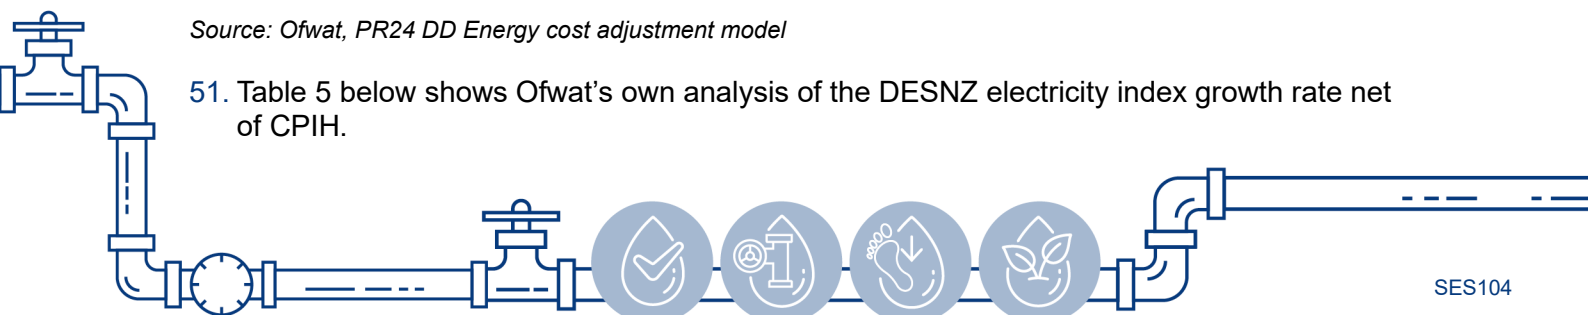 Source: Ofwat, PR24 DD Energy cost adjustment model
51. Table 5 below shows Ofwat's own analysis of the DESNZ electricity index growth rate net
of CPIH.
SES104